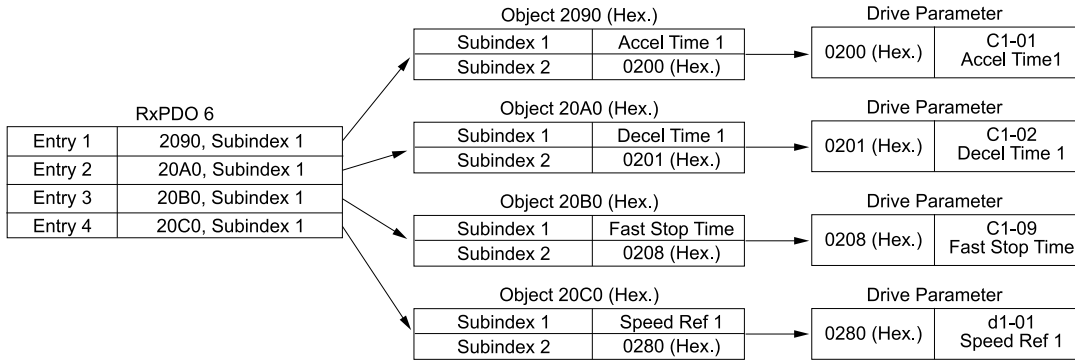 Object 2090 (Hex.)
Subindex 1 Accel Time 1
Subindex 2 0200 (Hex.)
Drive Parameter
0200 (Hex.)
C1-01
Accel Time1
RxPDO 6
Entry 1 2090, Subindex 1
Entry 2 20A0, Subindex 1
Entry 3 20B0, Subindex 1
Entry 4 20C0, Subindex 1
Object 20A0 (Hex.)
Subindex 1 Decel Time 1
Subindex 2 0201 (Hex.)
Drive Parameter
0201 (Hex.)
C1-02
Decel Time 1
Object 20B0 (Hex.)
Subindex 1 Fast Stop Time
Subindex 2 0208 (Hex.)
Drive Parameter
0208 (Hex.)
C1-09
Fast Stop Time
Object 20C0 (Hex.)
Subindex 1 Speed Ref 1
Subindex 2 0280 (Hex.)
Drive Parameter
0280 (Hex.)
d1-01
Speed Ref 1